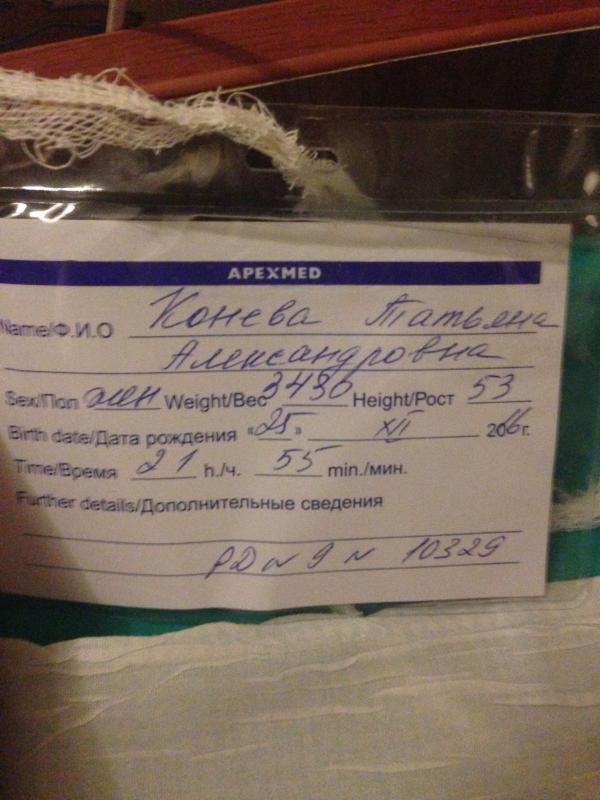 APEXMED
Name/Ф.И.О Конева Татьяна
Александровна
Sex/Пол жен Weight/Вес 3430 Height/Рост 53
Birth date/Дата рождения "25" XII 2016г.
Time/Время 21 h./ч. 55 min./мин.
Further details/Дополнительные сведения
РД N 9 N 10329